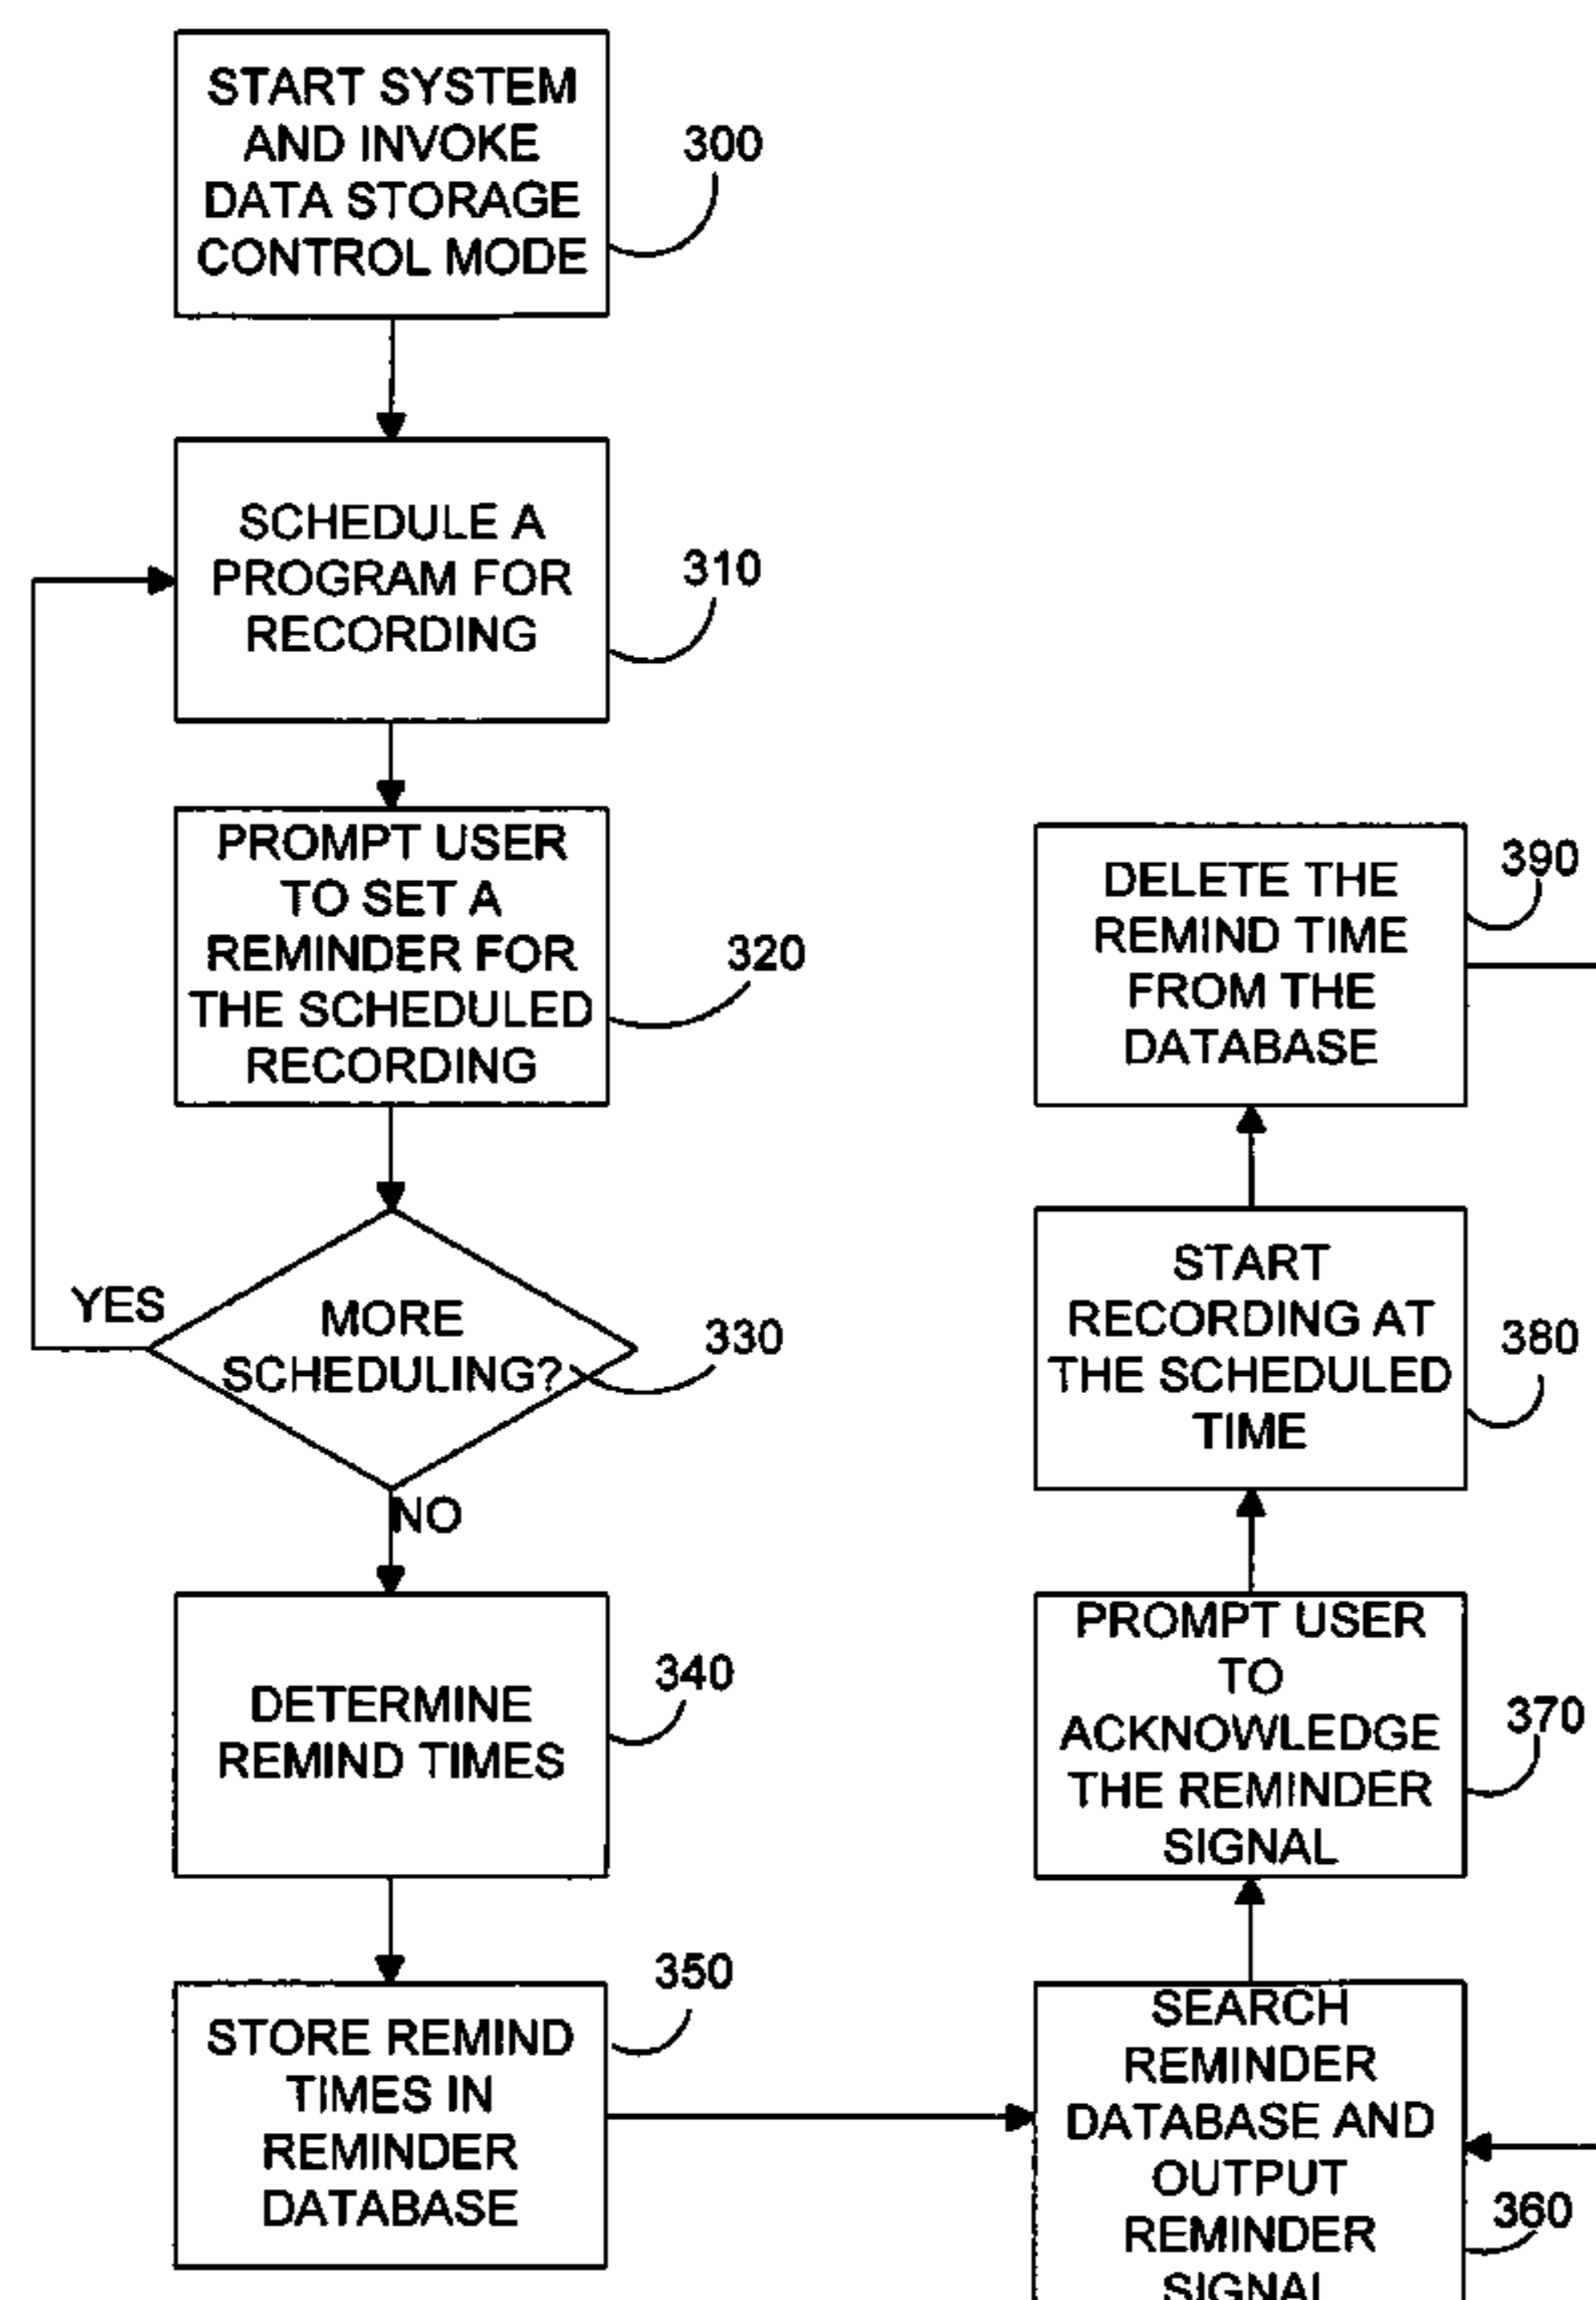 START SYSTEM
AND INVOKE
DATA STORAGE
CONTROL MODE
300
SCHEDULE A
PROGRAM FOR
RECORDING
310
PROMPT USER
TO SET A
REMINDER FOR
THE SCHEDULED
RECORDING
320
YES
MORE
SCHEDULING?
330
NO
DETERMINE
REMIND TIMES
340
STORE REMIND
TIMES IN
REMINDER
DATABASE
350
DELETE THE
REMIND TIME
FROM THE
DATABASE
390
START
RECORDING AT
THE SCHEDULED
TIME
380
PROMPT USER
TO
ACKNOWLEDGE
THE REMINDER
SIGNAL
370
SEARCH
REMINDER
DATABASE AND
OUTPUT
REMINDER
SIGNAL
360